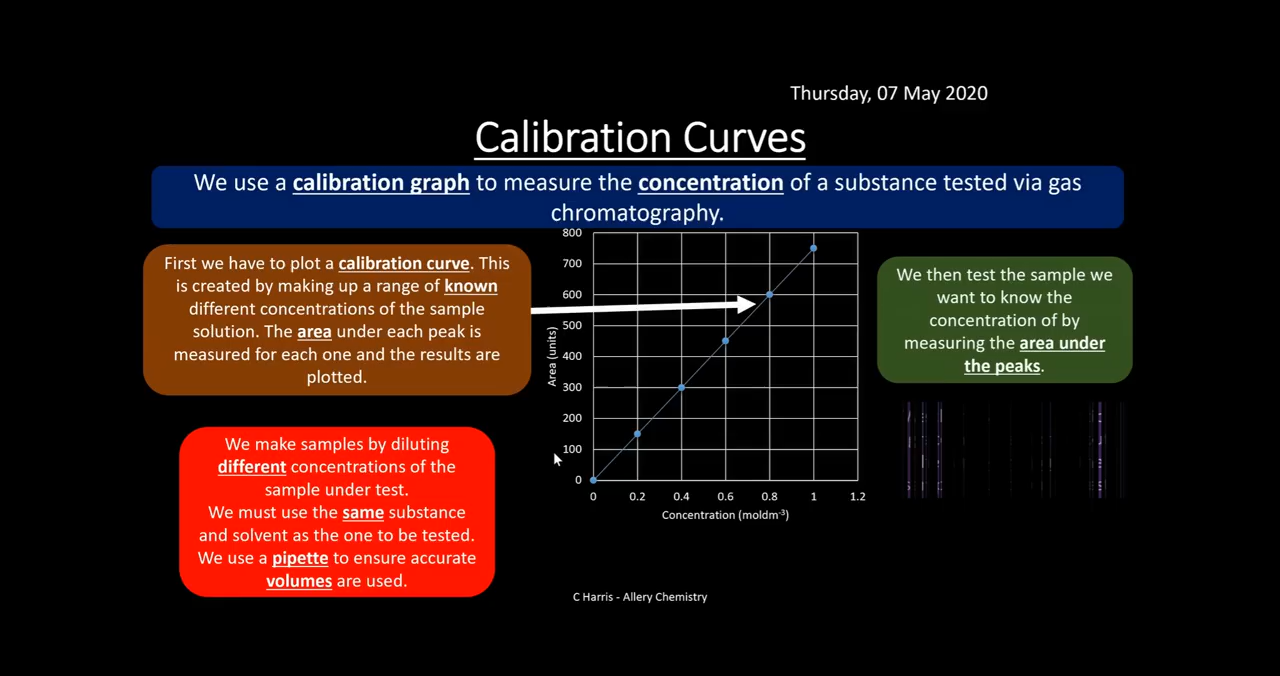 Thursday, 07 May 2020
Calibration Curves
We use a calibration graph to measure the concentration of a substance tested via gas
chromatography.
First we have to plot a calibration curve. This
is created by making up a range of known
different concentrations of the sample
solution. The area under each peak is
measured for each one and the results are
plotted.
We make samples by diluting
different concentrations of the
sample under test.
We must use the same substance
and solvent as the one to be tested.
We use a pipette to ensure accurate
volumes are used.
800
700
600
500
400
300
200
100
0
Area (units)
0 0.2 0.4 0.6 0.8 1 1.2
Concentration (moldm⁻³)
We then test the sample we
want to know the
concentration of by
measuring the area under
the peaks.
C Harris - Allery Chemistry